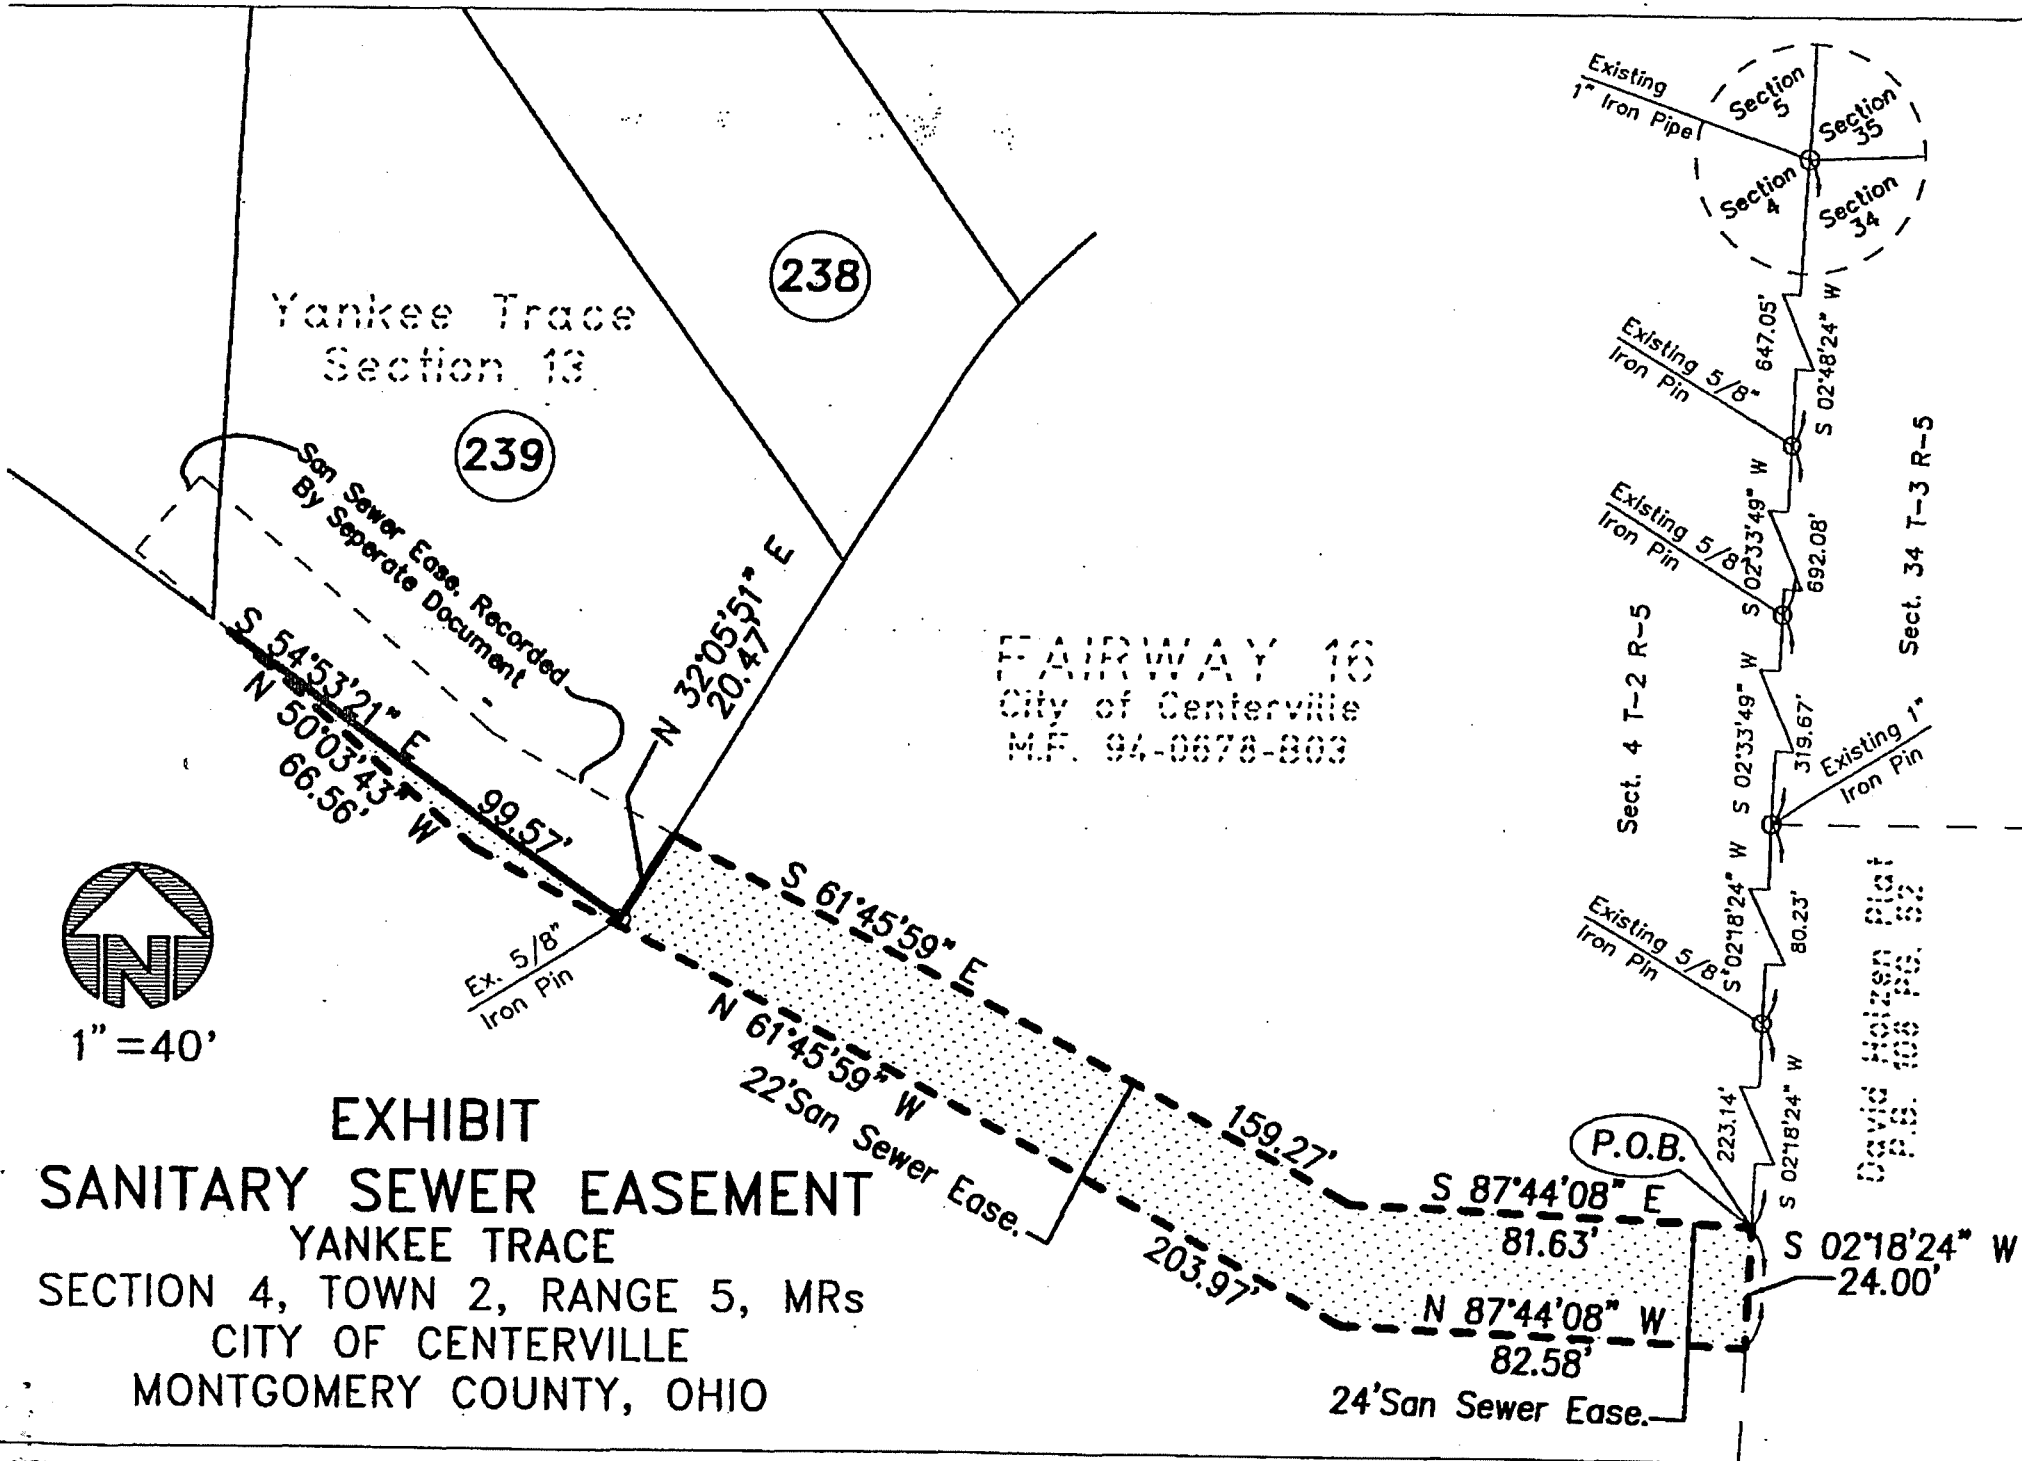 Existing
1" Iron Pipe
Section
5
Section
35
Section
4
Section
34
238
Yankee Trace
Section 13
239
San Sewer Ease. Recorded
By Seperate Document
647.05'
S 02°48'24" W
Existing 5/8"
Iron Pin
S 02°33'49" W
692.08'
Existing 5/8"
Iron Pin
Sect. 34 T-3 R-5
Sect. 4 T-2 R-5
N 32°05'51" E
20.47'
FAIRWAY 16
City of Centerville
M.F. 94-0678-B03
S 02°33'49" W
319.67'
Existing 1"
Iron Pin
S 54°53'21" E
99.57'
N 50°03'43" W
66.56'
S 02°18'24" W
80.23'
Existing 5/8"
Iron Pin
David Holzen Plat
P.B. 108 PG. 52
Ex. 5/8"
Iron Pin
S 61°45'59" E
159.27'
N 61°45'59" W
203.97'
22'San Sewer Ease.
N
1"=40'
223.14'
S 02°18'24" W
P.O.B.
S 87°44'08" E
81.63'
S 02°18'24" W
24.00'
N 87°44'08" W
82.58'
24'San Sewer Ease.
EXHIBIT
SANITARY SEWER EASEMENT
YANKEE TRACE
SECTION 4, TOWN 2, RANGE 5, MRs
CITY OF CENTERVILLE
MONTGOMERY COUNTY, OHIO